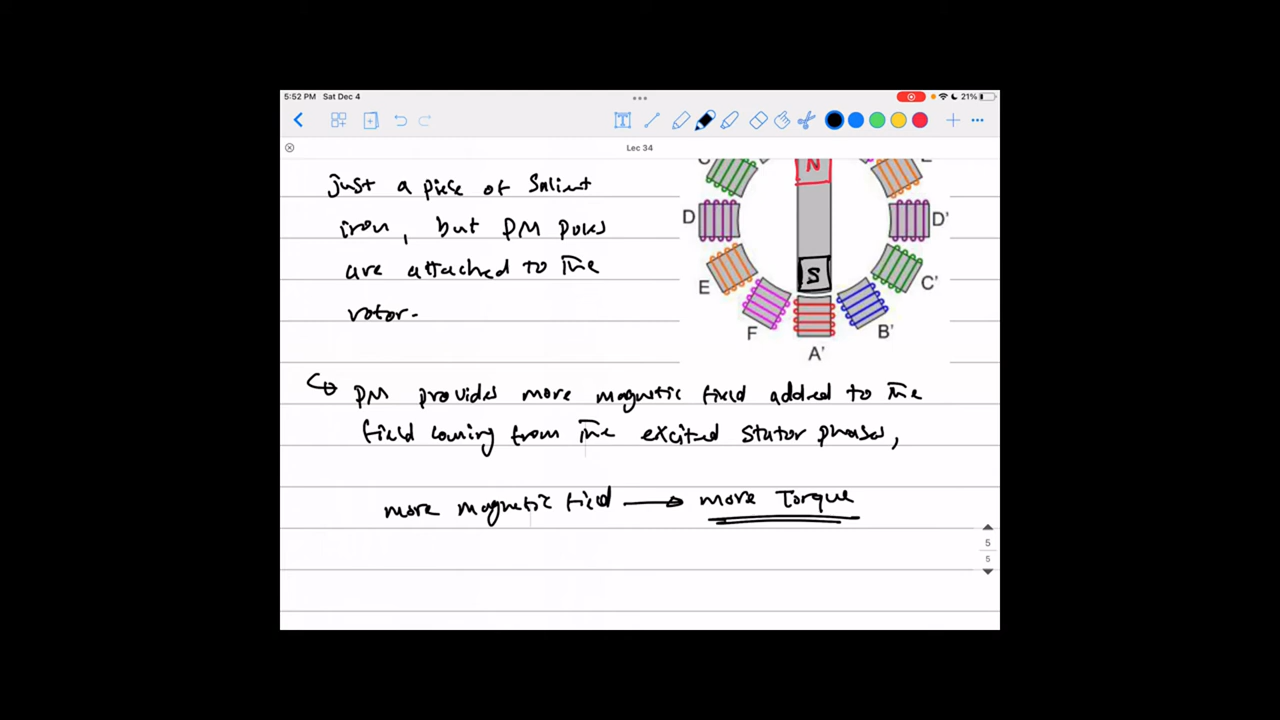 5:52 PM Sat Dec 4
21%
Lec 34
just a piece of Salient
iron, but PM poles
are attached to the
rotor.
N
S
D
D'
E
C'
F
B'
A'
PM provides more magnetic field added to the
field coming from the excited stator phases,
more magnetic field → more Torque
5
5